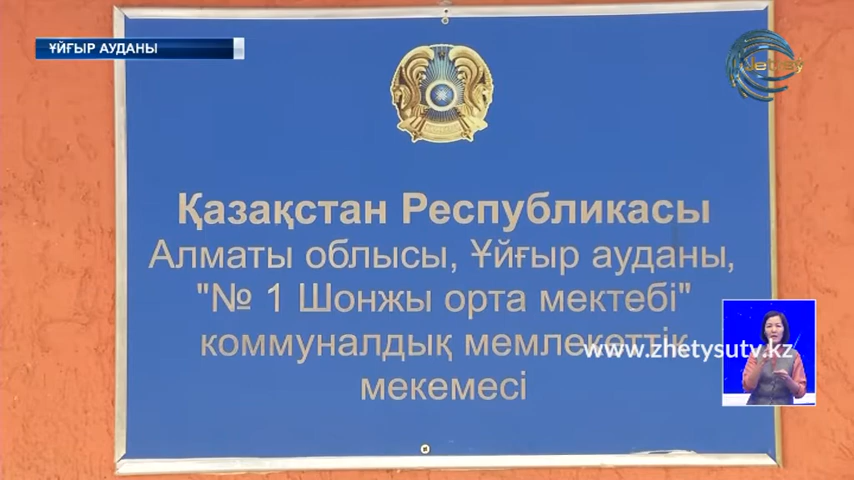 ҰЙҒЫР АУДАНЫ
Jetisý
Қазақстан Республикасы
Алматы облысы, Ұйғыр ауданы,
"№ 1 Шонжы орта мектебі"
коммуналдық мемлекеттік
www.zhetysutv.kz
мекемесі